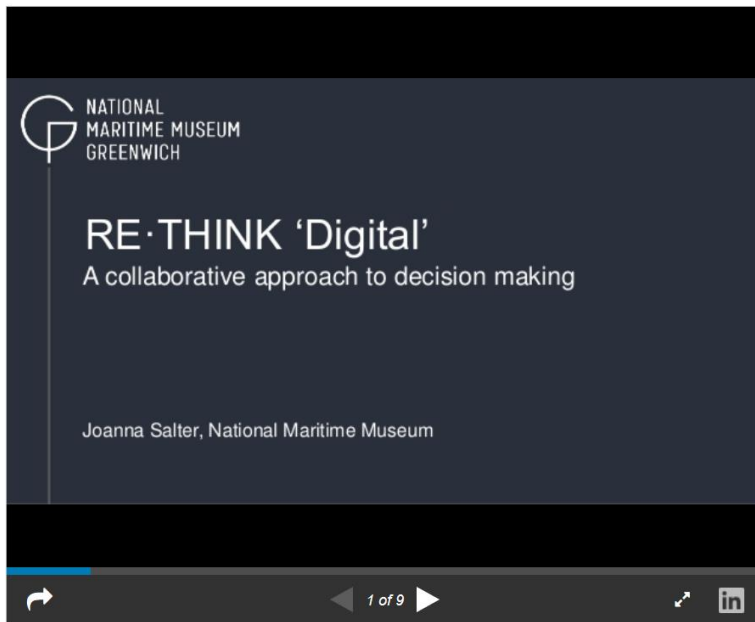 NATIONAL
MARITIME MUSEUM
GREENWICH
RE·THINK ‘Digital’
A collaborative approach to decision making
Joanna Salter, National Maritime Museum
1 of 9
in